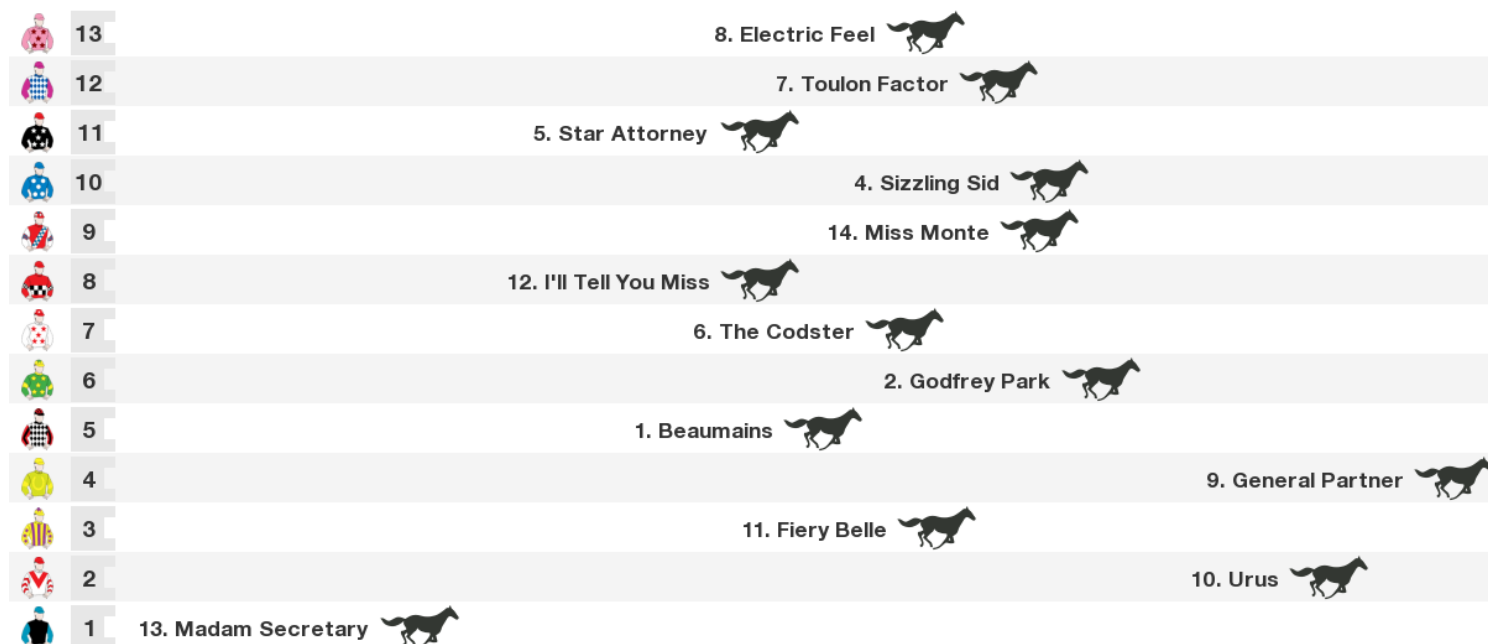 13 8. Electric Feel
12 7. Toulon Factor
11 5. Star Attorney
10 4. Sizzling Sid
9 14. Miss Monte
8 12. I'll Tell You Miss
7 6. The Codster
6 2. Godfrey Park
5 1. Beaumains
4 9. General Partner
3 11. Fiery Belle
2 10. Urus
1 13. Madam Secretary